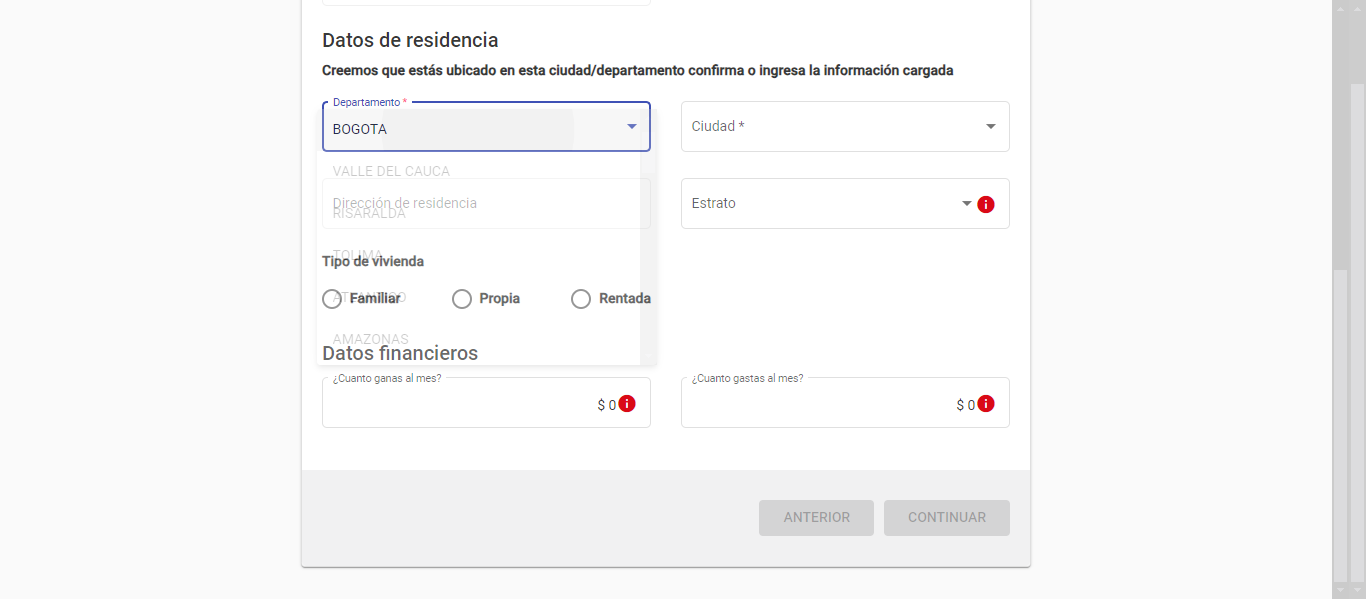 Datos de residencia
Creemos que estás ubicado en esta ciudad/departamento confirma o ingresa la información cargada
Departamento *
BOGOTA
Ciudad *
VALLE DEL CAUCA
Dirección de residencia
Estrato
RISARALDA
TOLIMA
Tipo de vivienda
ATLANTICO
Familiar Propia Rentada
AMAZONAS
Datos financieros
¿Cuanto ganas al mes? ¿Cuanto gastas al mes?
$ 0 $ 0
ANTERIOR CONTINUAR